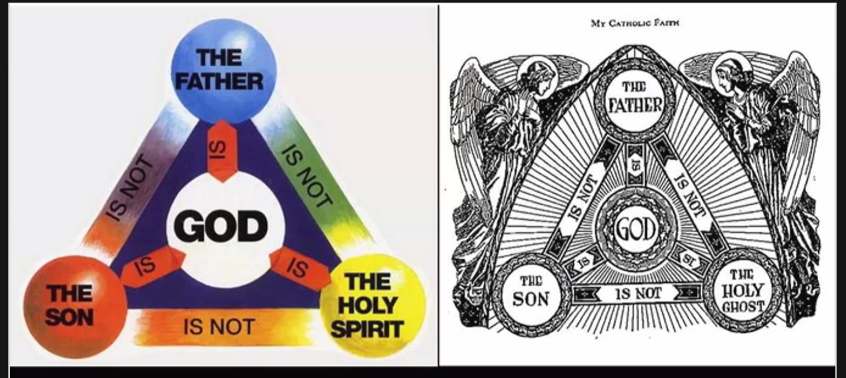 THE
FATHER
IS
IS NOT
IS NOT
GOD
IS
IS
THE
SON
THE
HOLY
SPIRIT
IS NOT
MY CATHOLIC FAITH
THE
FATHER
IS
IS NOT
IS NOT
GOD
IS
IS
THE
SON
IS NOT
THE
HOLY
GHOST